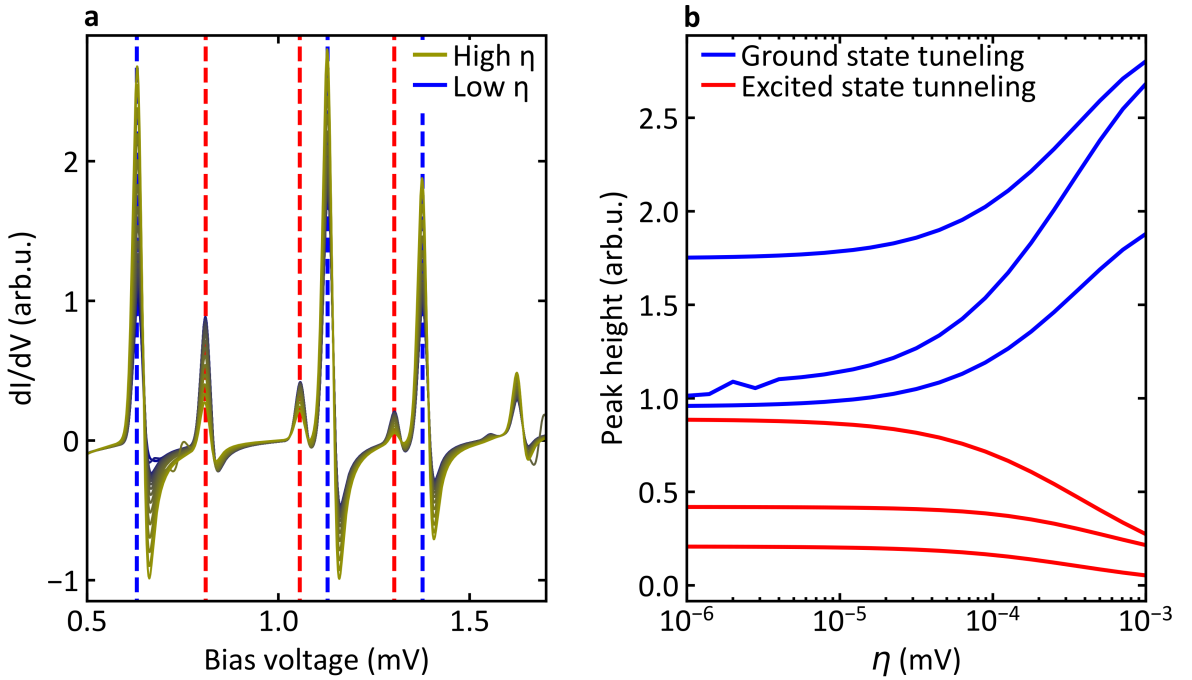 a
High η
Low η
2
1
0
−1
dI/dV (arb.u.)
0.5
1.0
1.5
Bias voltage (mV)
b
Ground state tuneling
Excited state tunneling
2.5
2.0
1.5
1.0
0.5
0.0
Peak height (arb.u.)
10⁻⁶
10⁻⁵
10⁻⁴
10⁻³
η (mV)